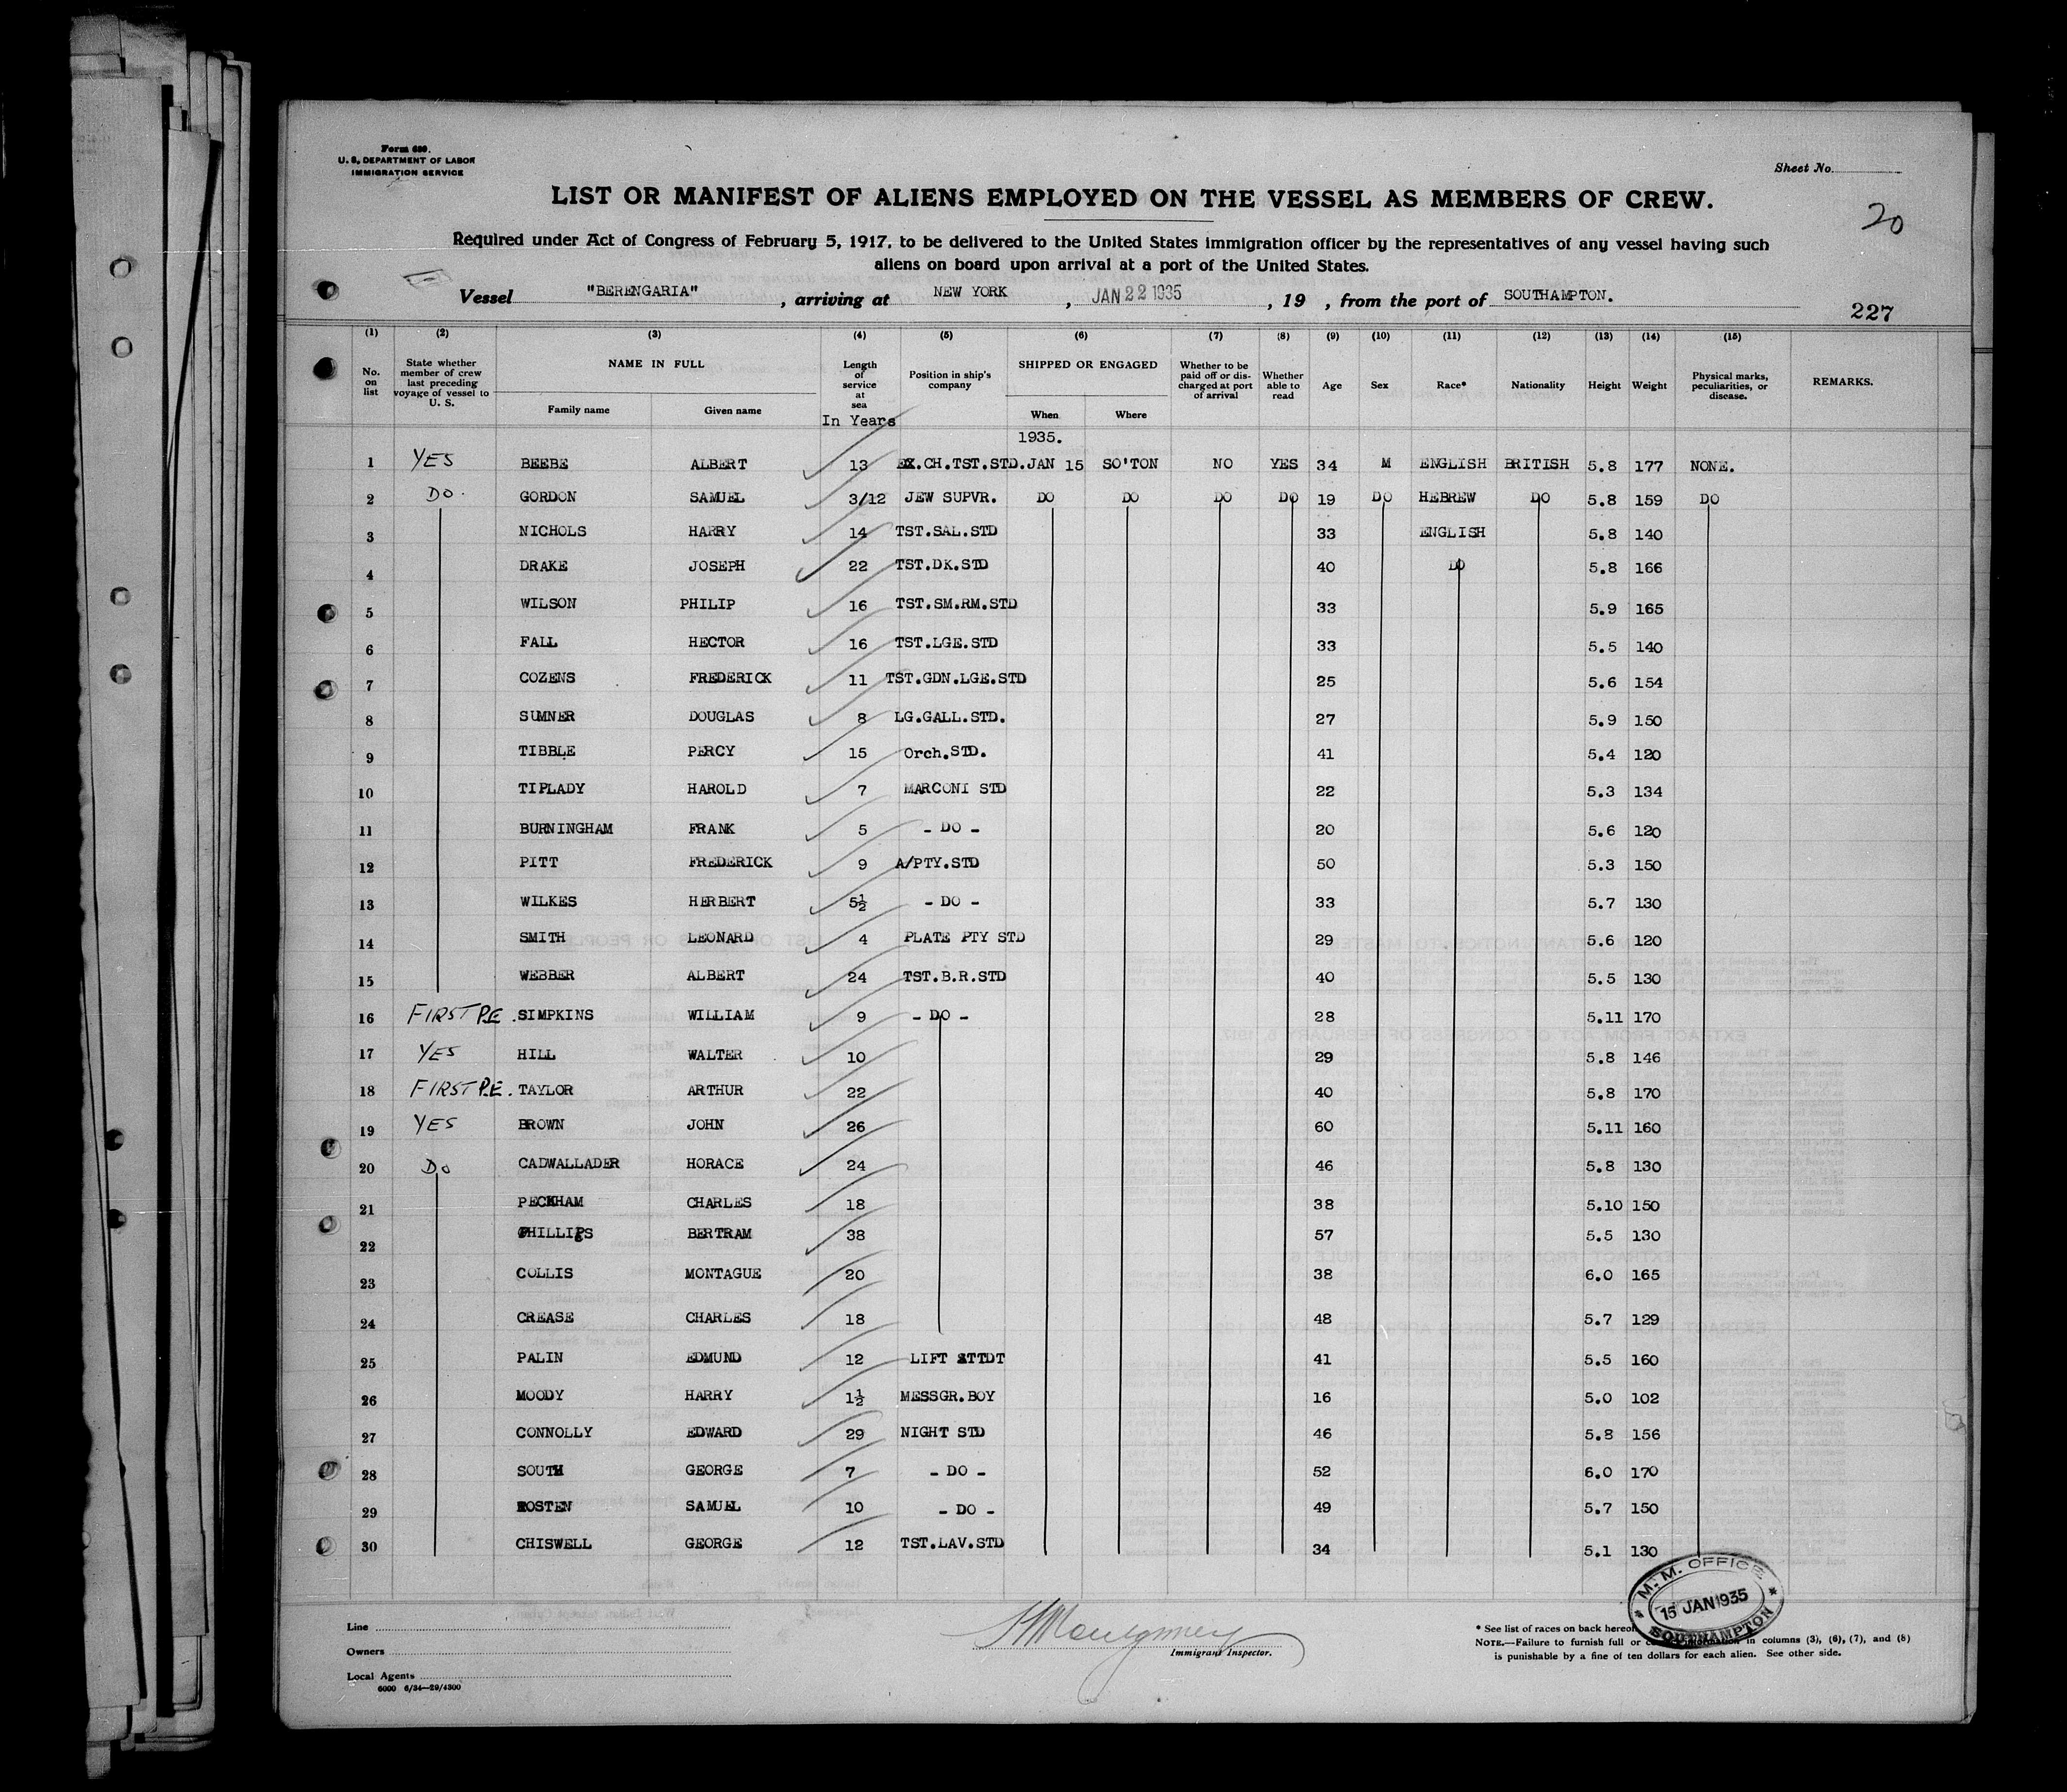 Form 680.
U. S. DEPARTMENT OF LABOR
IMMIGRATION SERVICE
Sheet No.
LIST OR MANIFEST OF ALIENS EMPLOYED ON THE VESSEL AS MEMBERS OF CREW.
20
Required under Act of Congress of February 5, 1917, to be delivered to the United States immigration officer by the representatives of any vessel having such
aliens on board upon arrival at a port of the United States.
Vessel "BERENGARIA", arriving at NEW YORK, JAN 22 1935, 19 , from the port of SOUTHAMPTON.
227
(1) (2) (3) (4) (5) (6) (7) (8) (9) (10) (11) (12) (13) (14) (15)
No. on list State whether member of crew last preceding voyage of vessel to U. S. NAME IN FULL Family name Given name Length of service at sea In Years Position in ship's company SHIPPED OR ENGAGED When Where Whether to be paid off or discharged at port of arrival Whether able to read Age Sex Race* Nationality Height Weight Physical marks, peculiarities, or disease. REMARKS.
1935.
1 YES BEEBE ALBERT 13 EX.CH.TST.STD. JAN 15 SO'TON NO YES 34 M ENGLISH BRITISH 5.8 177 NONE.
2 DO. GORDON SAMUEL 3/12 JEW SUPVR. DO DO DO DO 19 DO HEBREW DO 5.8 159 DO
3 NICHOLS HARRY 14 TST.SAL.STD 33 ENGLISH 5.8 140
4 DRAKE JOSEPH 22 TST.DK.STD 40 DO 5.8 166
5 WILSON PHILIP 16 TST.SM.RM.STD 33 5.9 165
6 FALL HECTOR 16 TST.LGE.STD 33 5.5 140
7 COZENS FREDERICK 11 TST.GDN.LGE.STD 25 5.6 154
8 SUMNER DOUGLAS 8 LG.GALL.STD. 27 5.9 150
9 TIBBLE PERCY 15 Orch.STD. 41 5.4 120
10 TIPLADY HAROLD 7 MARCONI STD 22 5.3 134
11 BURNINGHAM FRANK 5 - DO - 20 5.6 120
12 PITT FREDERICK 9 A/PTY.STD 50 5.3 150
13 WILKES HERBERT 5½ - DO - 33 5.7 130
14 SMITH LEONARD 4 PLATE PTY STD 29 5.6 120
15 WEBBER ALBERT 24 TST.B.R.STD 40 5.5 130
16 FIRST P.E. SIMPKINS WILLIAM 9 - DO - 28 5.11 170
17 YES HILL WALTER 10 29 5.8 146
18 FIRST P.E. TAYLOR ARTHUR 22 40 5.8 170
19 YES BROWN JOHN 26 60 5.11 160
20 Do CADWALLADER HORACE 24 46 5.8 130
21 PECKHAM CHARLES 18 38 5.10 150
22 PHILLIPS BERTRAM 38 57 5.5 130
23 COLLIS MONTAGUE 20 38 6.0 165
24 CREASE CHARLES 18 48 5.7 129
25 PALIN EDMUND 12 LIFT ATTDT 41 5.5 160
26 MOODY HARRY 1½ MESSGR.BOY 16 5.0 102
27 CONNOLLY EDWARD 29 NIGHT STD 46 5.8 156
28 SOUTH GEORGE 7 - DO - 52 6.0 170
29 ROSTEN SAMUEL 10 - DO - 49 5.7 150
30 CHISWELL GEORGE 12 TST.LAV.STD 34 5.1 130
M. M. OFFICE
15 JAN 1935
SOUTHAMPTON
Line
Owners
Local Agents
6000 6/34—29/4300
Montgomery
Immigrant Inspector.
* See list of races on back hereof
NOTE.—Failure to furnish full or in columns (3), (6), (7), and (8)
is punishable by a fine of ten dollars for each alien. See other side.